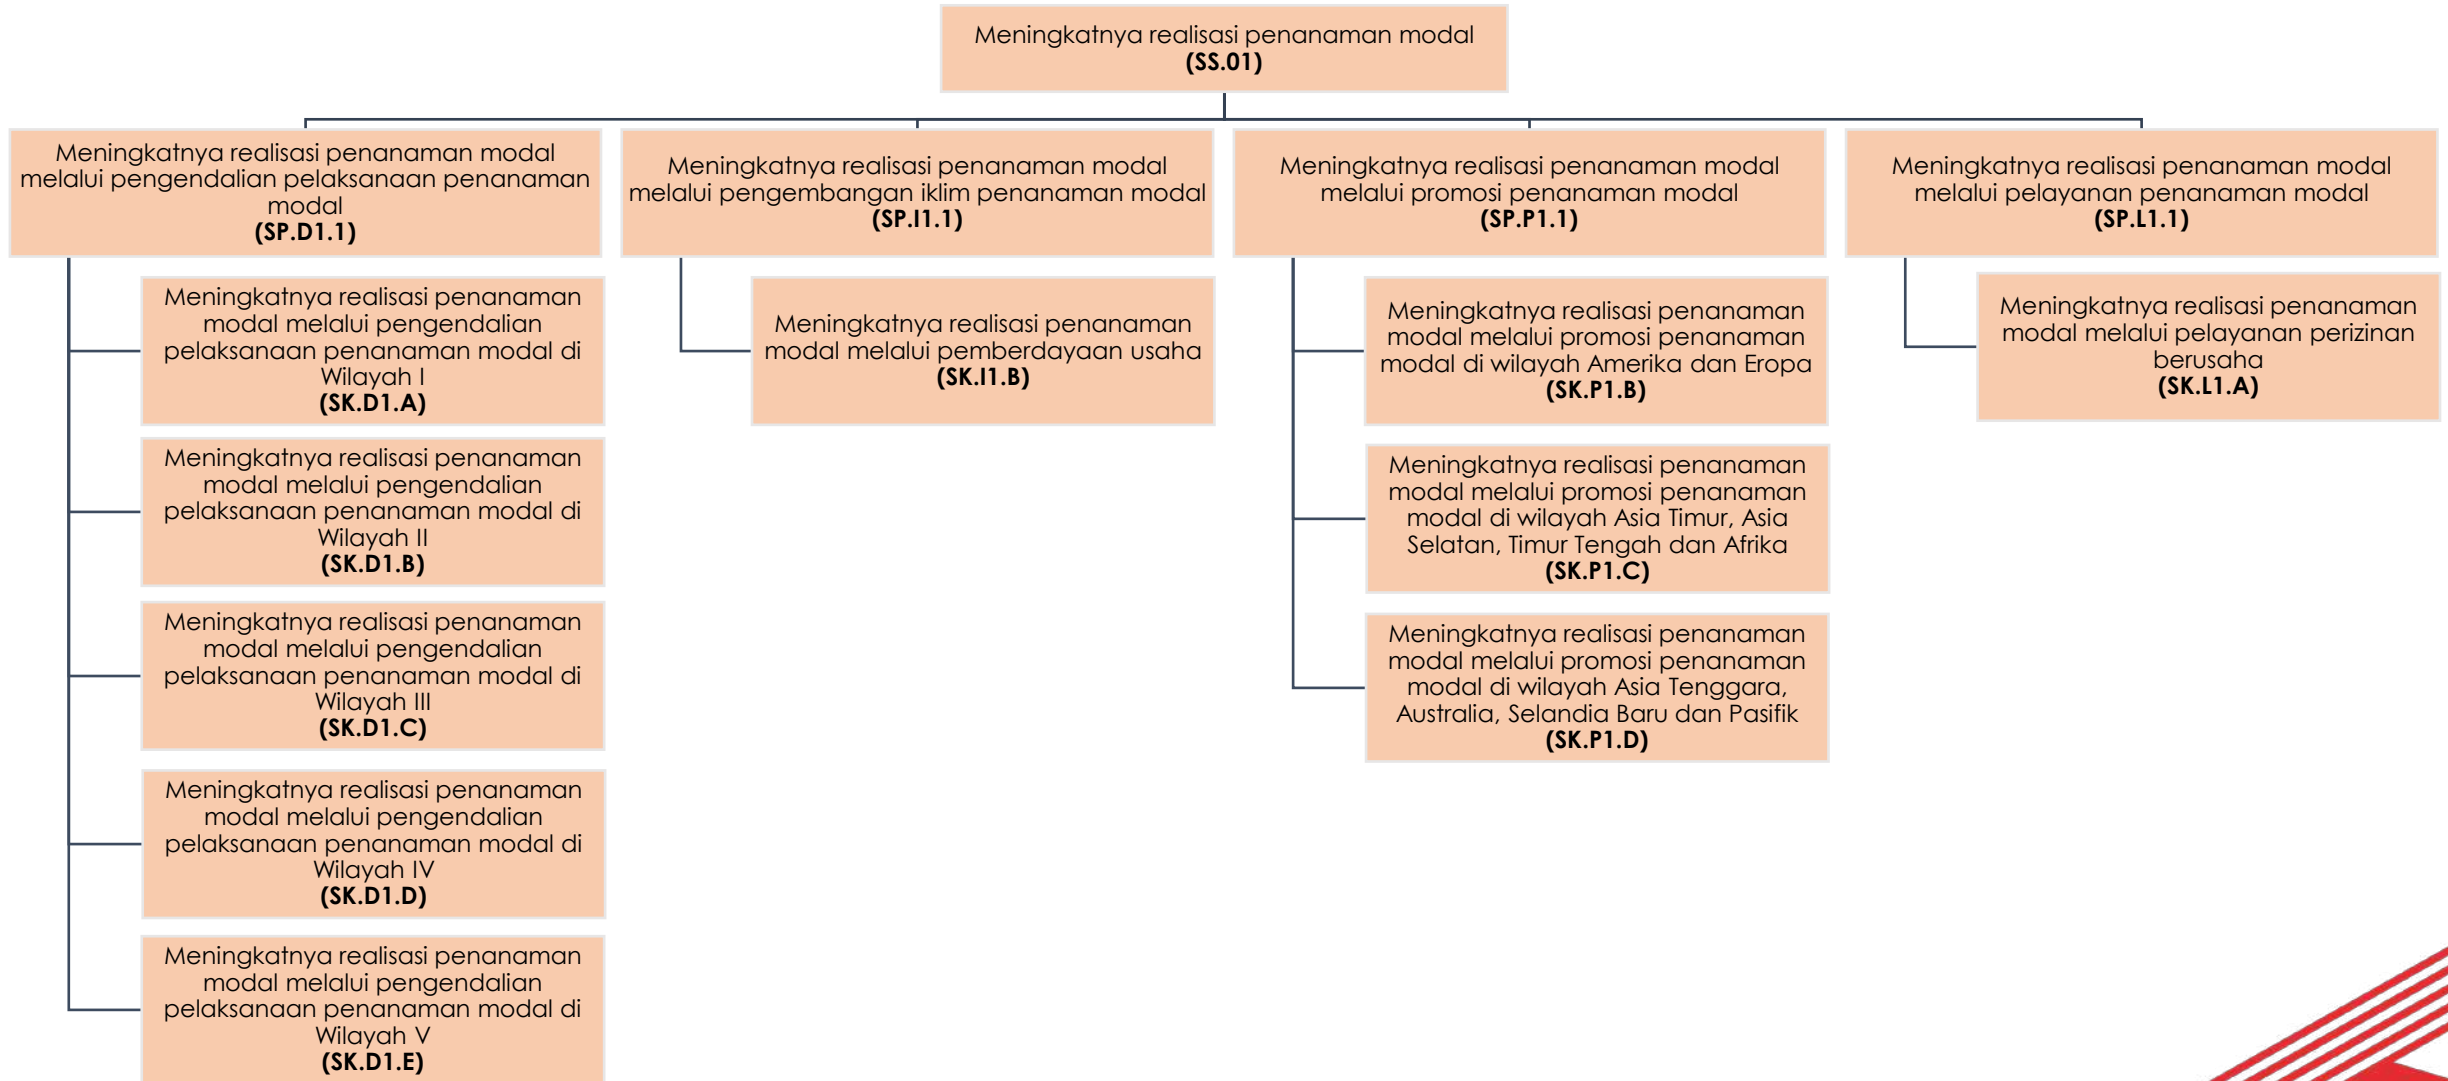 Meningkatnya realisasi penanaman modal
(SS.01)
Meningkatnya realisasi penanaman modal
melalui pengendalian pelaksanaan penanaman
modal
(SP.D1.1)
Meningkatnya realisasi penanaman modal
melalui pengembangan iklim penanaman modal
(SP.I1.1)
Meningkatnya realisasi penanaman modal
melalui promosi penanaman modal
(SP.P1.1)
Meningkatnya realisasi penanaman modal
melalui pelayanan penanaman modal
(SP.L1.1)
Meningkatnya realisasi penanaman
modal melalui pengendalian
pelaksanaan penanaman modal di
Wilayah I
(SK.D1.A)
Meningkatnya realisasi penanaman
modal melalui pengendalian
pelaksanaan penanaman modal di
Wilayah II
(SK.D1.B)
Meningkatnya realisasi penanaman
modal melalui pengendalian
pelaksanaan penanaman modal di
Wilayah III
(SK.D1.C)
Meningkatnya realisasi penanaman
modal melalui pengendalian
pelaksanaan penanaman modal di
Wilayah IV
(SK.D1.D)
Meningkatnya realisasi penanaman
modal melalui pengendalian
pelaksanaan penanaman modal di
Wilayah V
(SK.D1.E)
Meningkatnya realisasi penanaman
modal melalui pemberdayaan usaha
(SK.I1.B)
Meningkatnya realisasi penanaman
modal melalui promosi penanaman
modal di wilayah Amerika dan Eropa
(SK.P1.B)
Meningkatnya realisasi penanaman
modal melalui promosi penanaman
modal di wilayah Asia Timur, Asia
Selatan, Timur Tengah dan Afrika
(SK.P1.C)
Meningkatnya realisasi penanaman
modal melalui promosi penanaman
modal di wilayah Asia Tenggara,
Australia, Selandia Baru dan Pasifik
(SK.P1.D)
Meningkatnya realisasi penanaman
modal melalui pelayanan perizinan
berusaha
(SK.L1.A)